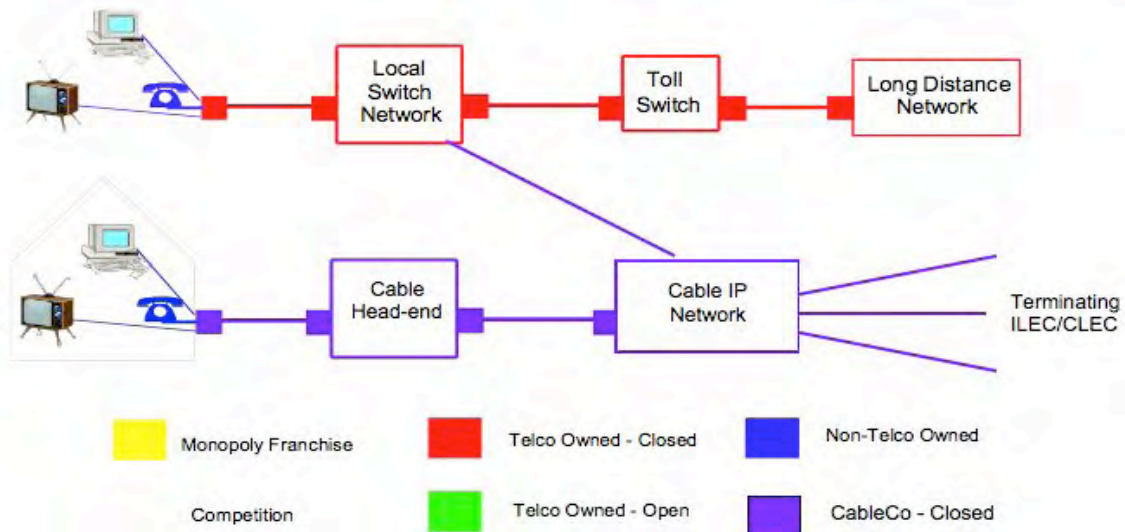 Local
Switch
Network
Toll
Switch
Long Distance
Network
Cable
Head-end
Cable IP
Network
Terminating
ILEC/CLEC
Monopoly Franchise
Telco Owned - Closed
Non-Telco Owned
Competition
Telco Owned - Open
CableCo - Closed